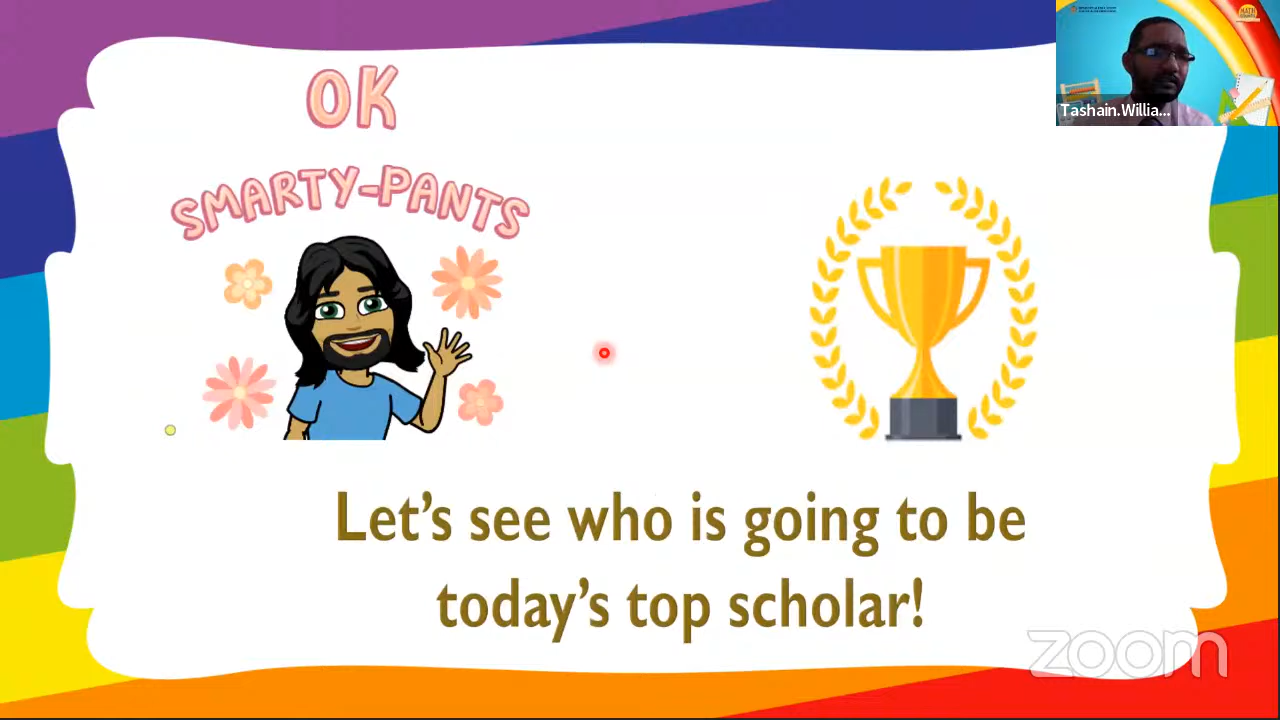 OK
SMARTY-PANTS
Tashain.Willia...
Let's see who is going to be
today's top scholar!
zoom